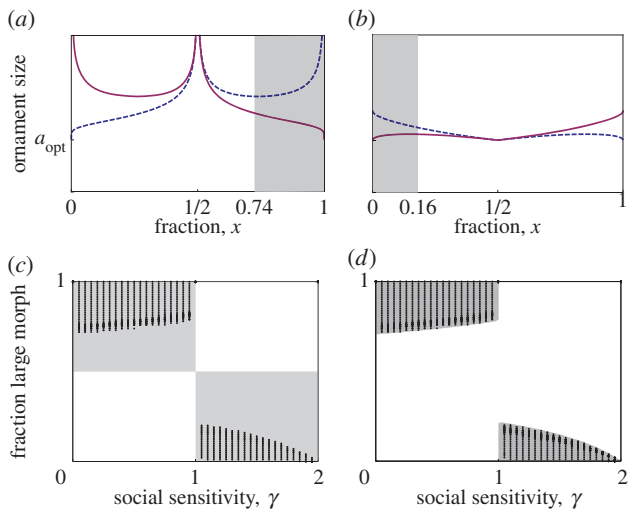 (a)
(b)
ornament size
a_opt
0
1/2
0.74
1
fraction, x
0
0.16
1/2
1
fraction, x
(c)
(d)
fraction large morph
1
0
1
2
social sensitivity, γ
1
0
1
2
social sensitivity, γ